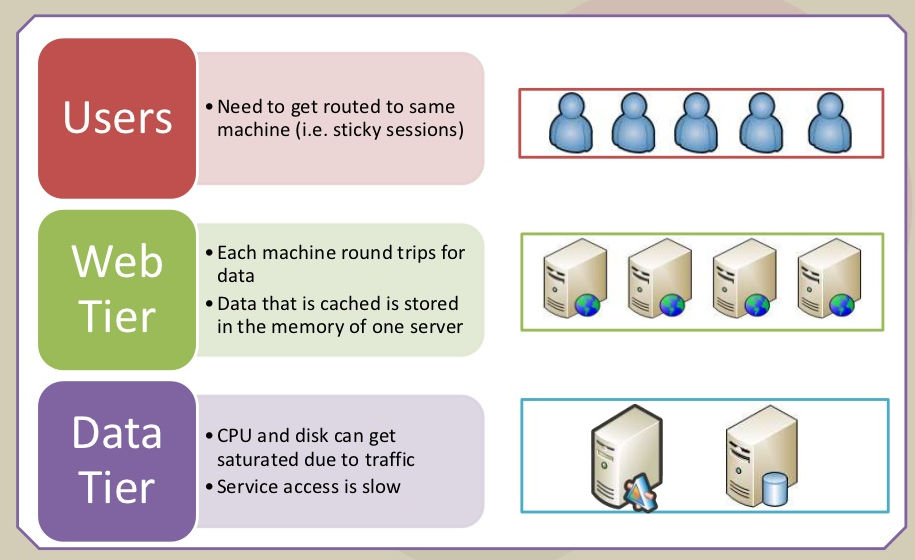 Users
• Need to get routed to same
machine (i.e. sticky sessions)
Web
Tier
• Each machine round trips for
data
• Data that is cached is stored
in the memory of one server
Data
Tier
• CPU and disk can get
saturated due to traffic
• Service access is slow